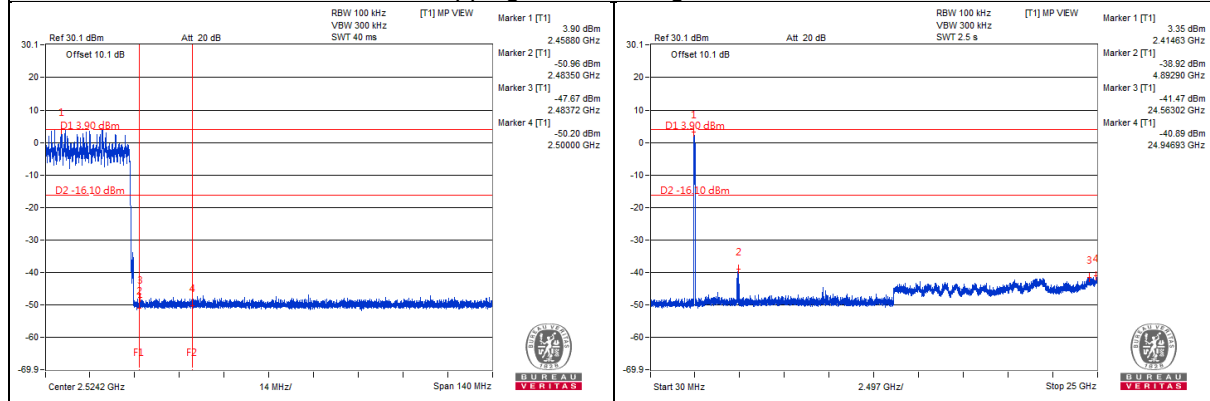 RBW 100 kHz
VBW 300 kHz
SWT 40 ms
[T1] MP VIEW
Ref 30.1 dBm
Att 20 dB
Offset 10.1 dB
30.1
20
10
0
-10
-20
-30
-40
-50
-60
-69.9
1
D1 3.90 dBm
D2 -16.10 dBm
3
2
4
F1
F2
Center 2.5242 GHz
14 MHz/
Span 140 MHz
Marker 1 [T1]
3.90 dBm
2.45880 GHz
Marker 2 [T1]
-50.96 dBm
2.48350 GHz
Marker 3 [T1]
-47.67 dBm
2.48372 GHz
Marker 4 [T1]
-50.20 dBm
2.50000 GHz
BUREAU VERITAS
1828
BUREAU
VERITAS
RBW 100 kHz
VBW 300 kHz
SWT 2.5 s
[T1] MP VIEW
Ref 30.1 dBm
Att 20 dB
Offset 10.1 dB
30.1
20
10
0
-10
-20
-30
-40
-50
-60
-69.9
1
D1 3.90 dBm
D2 -16.10 dBm
2
3
4
Start 30 MHz
2.497 GHz/
Stop 25 GHz
Marker 1 [T1]
3.35 dBm
2.41463 GHz
Marker 2 [T1]
-38.92 dBm
4.89290 GHz
Marker 3 [T1]
-41.47 dBm
24.56302 GHz
Marker 4 [T1]
-40.89 dBm
24.94693 GHz
BUREAU VERITAS
1828
BUREAU
VERITAS